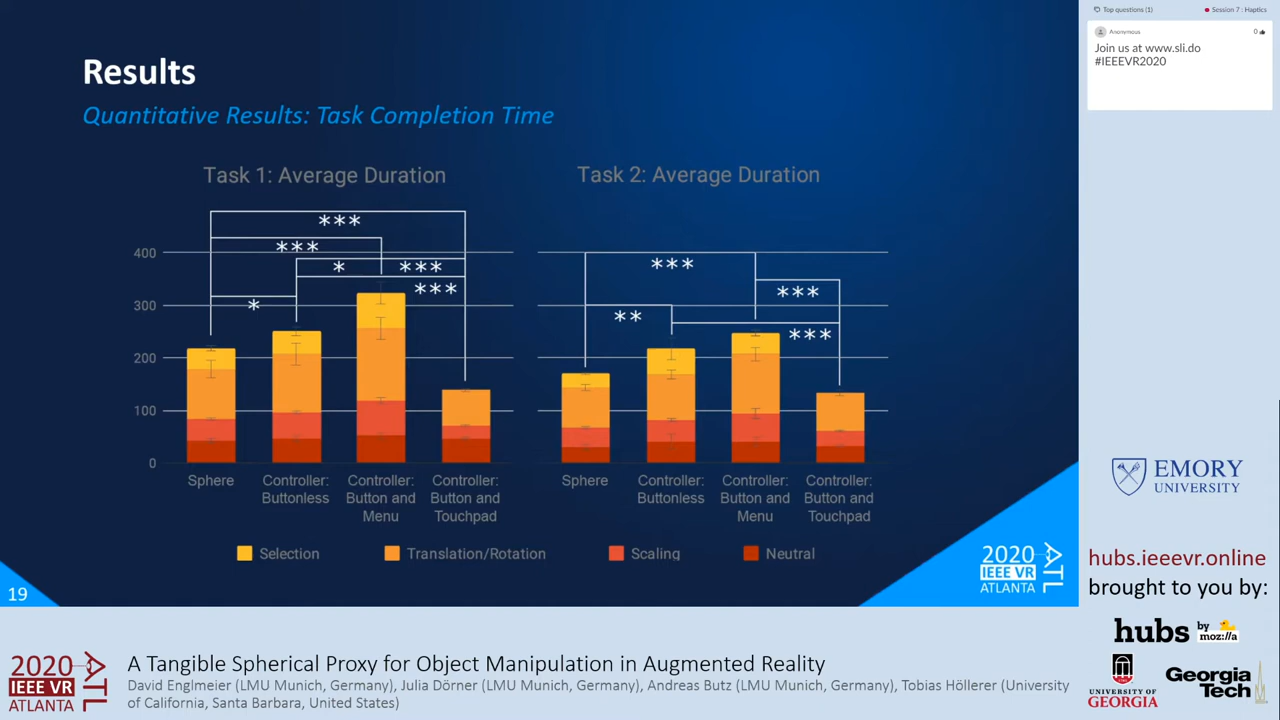 Results
Quantitative Results: Task Completion Time
Task 1: Average Duration
Task 2: Average Duration
***
***
*
***
***
*
***
***
**
***
400
300
200
100
0
Sphere
Controller:
Buttonless
Controller:
Button and
Menu
Controller:
Button and
Touchpad
Sphere
Controller:
Buttonless
Controller:
Button and
Menu
Controller:
Button and
Touchpad
Selection
Translation/Rotation
Scaling
Neutral
19
2020
IEEE VR
ATLANTA
ATL
Top questions (1)
Session 7 : Haptics
Anonymous
0
Join us at www.sli.do
#IEEEVR2020
EMORY
UNIVERSITY
hubs.ieeevr.online
brought to you by:
hubs by
moz://a
UNIVERSITY OF
GEORGIA
Georgia
Tech
2020
IEEE VR
ATLANTA
ATL
A Tangible Spherical Proxy for Object Manipulation in Augmented Reality
David Englmeier (LMU Munich, Germany), Julia Dörner (LMU Munich, Germany), Andreas Butz (LMU Munich, Germany), Tobias Höllerer (University
of California, Santa Barbara, United States)